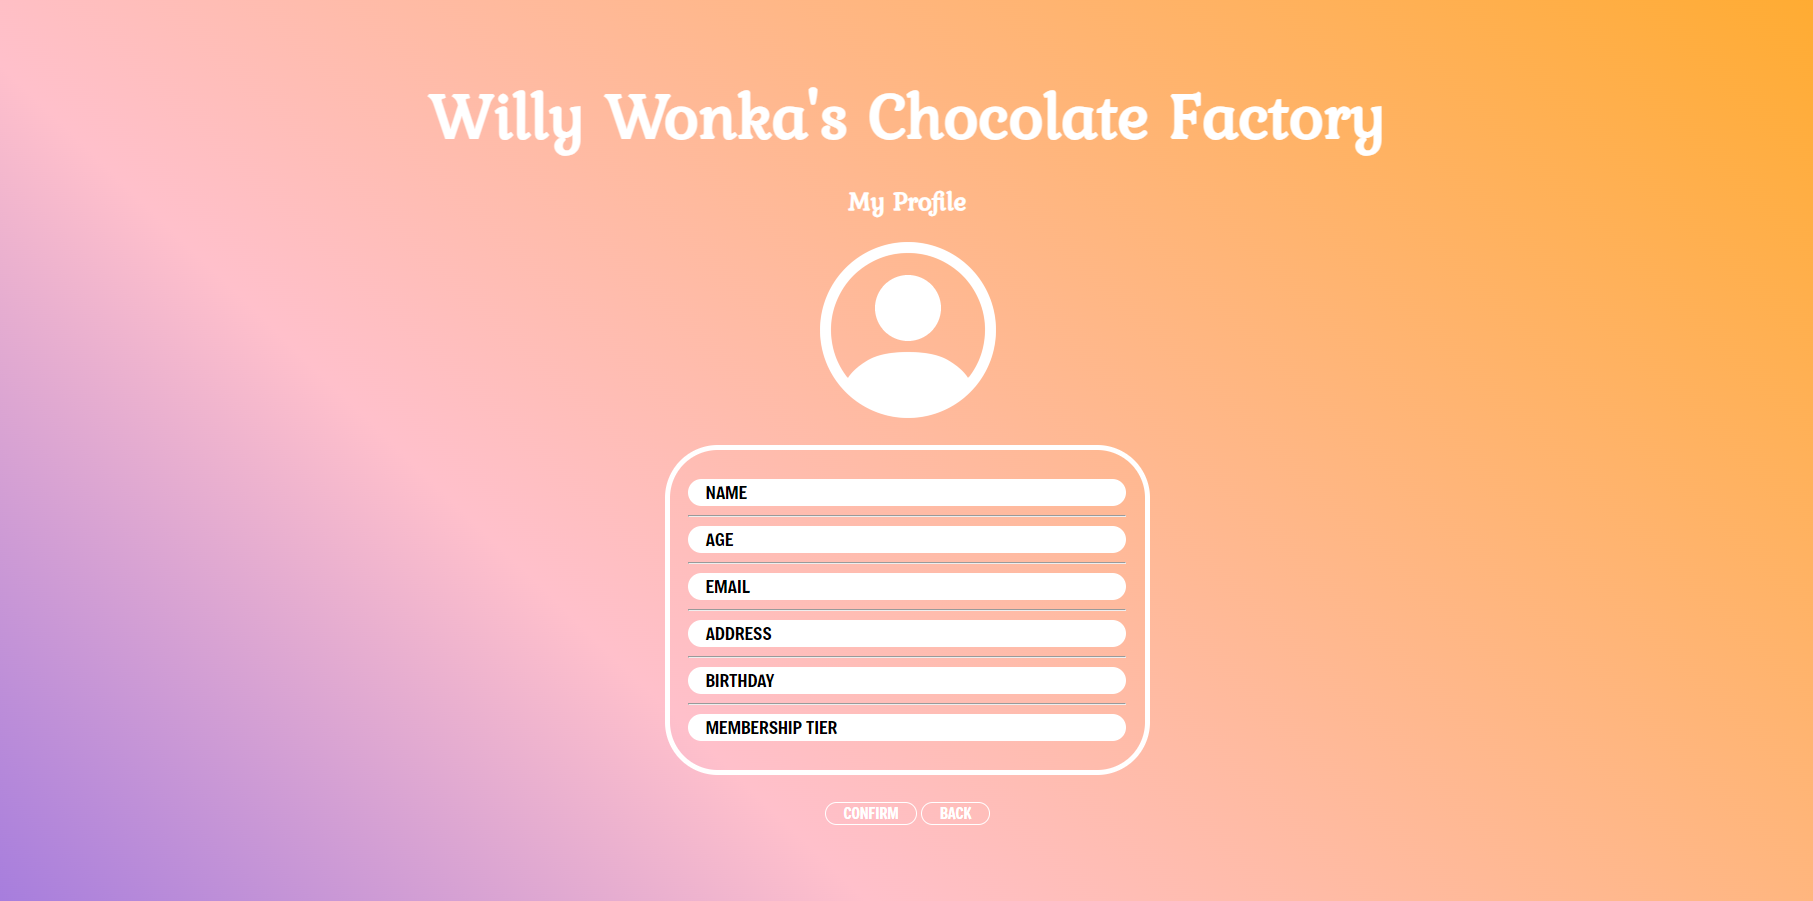 Willy Wonka's Chocolate Factory
My Profile
NAME
AGE
EMAIL
ADDRESS
BIRTHDAY
MEMBERSHIP TIER
CONFIRM BACK